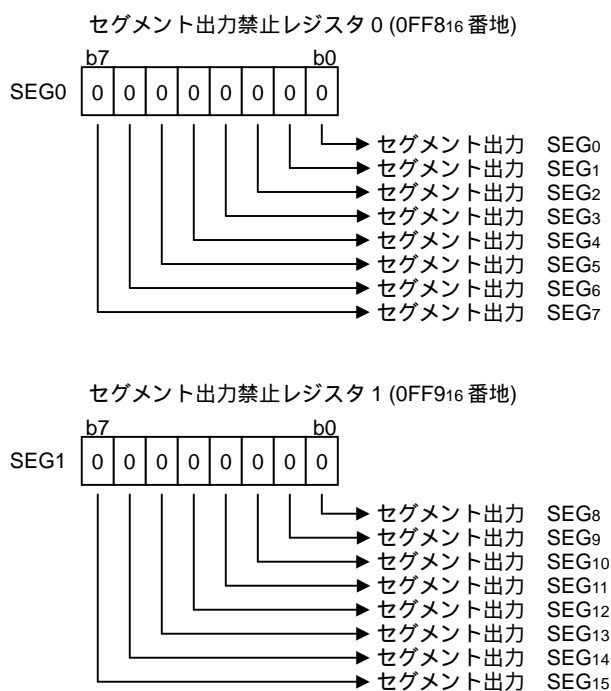 セグメント出力禁止レジスタ 0 (0FF816 番地)
b7 b0
SEG0 0 0 0 0 0 0 0 0
セグメント出力 SEG0
セグメント出力 SEG1
セグメント出力 SEG2
セグメント出力 SEG3
セグメント出力 SEG4
セグメント出力 SEG5
セグメント出力 SEG6
セグメント出力 SEG7
セグメント出力禁止レジスタ 1 (0FF916 番地)
b7 b0
SEG1 0 0 0 0 0 0 0 0
セグメント出力 SEG8
セグメント出力 SEG9
セグメント出力 SEG10
セグメント出力 SEG11
セグメント出力 SEG12
セグメント出力 SEG13
セグメント出力 SEG14
セグメント出力 SEG15